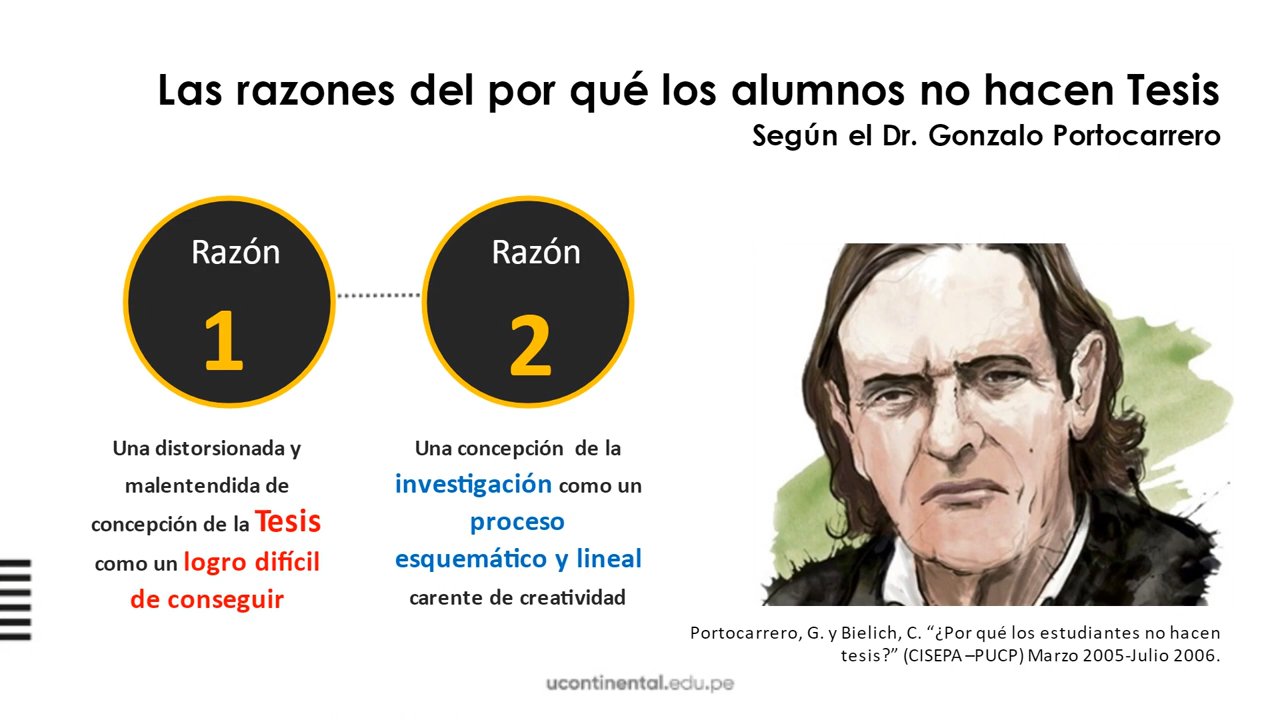 Las razones del por qué los alumnos no hacen Tesis
Según el Dr. Gonzalo Portocarrero
Razón
1
Una distorsionada y
malentendida de
concepción de la Tesis
como un logro difícil
de conseguir
Razón
2
Una concepción de la
investigación como un
proceso
esquemático y lineal
carente de creatividad
Portocarrero, G. y Bielich, C. “¿Por qué los estudiantes no hacen
tesis?” (CISEPA–PUCP) Marzo 2005-Julio 2006.
ucontinental.edu.pe